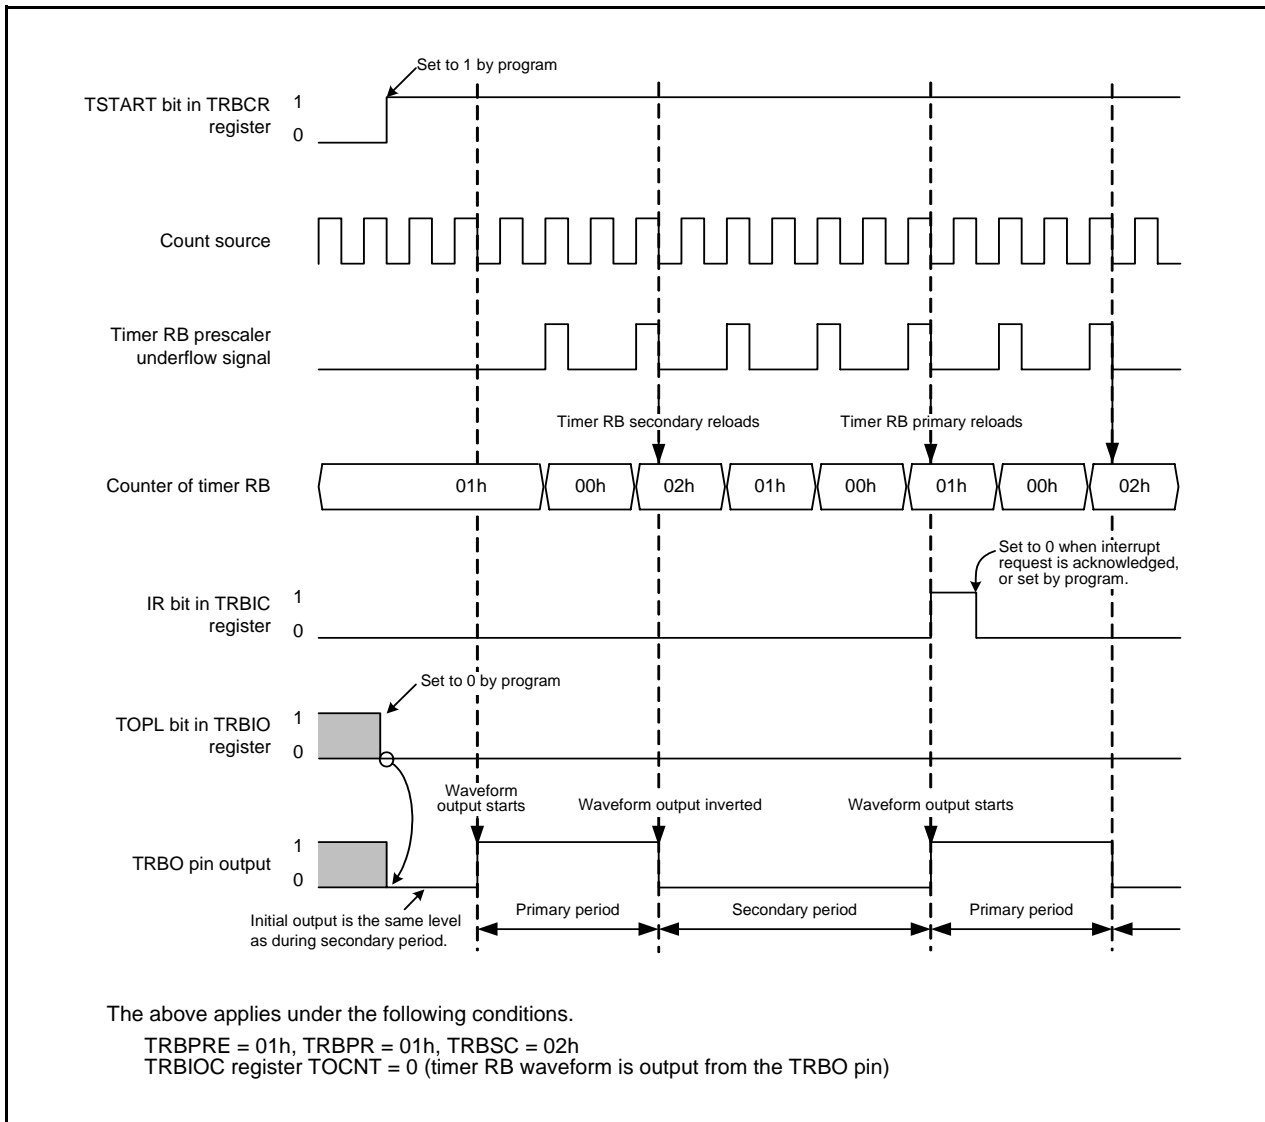 Set to 1 by program
TSTART bit in TRBCR
register
1
0
Count source
Timer RB prescaler
underflow signal
Timer RB secondary reloads
Timer RB primary reloads
Counter of timer RB
01h
00h
02h
01h
00h
01h
00h
02h
Set to 0 when interrupt
request is acknowledged,
or set by program.
IR bit in TRBIC
register
1
0
Set to 0 by program
TOPL bit in TRBIO
register
1
0
Waveform
output starts
Waveform output inverted
Waveform output starts
TRBO pin output
1
0
Initial output is the same level
as during secondary period.
Primary period
Secondary period
Primary period
The above applies under the following conditions.
TRBPRE = 01h, TRBPR = 01h, TRBSC = 02h
TRBIOC register TOCNT = 0 (timer RB waveform is output from the TRBO pin)